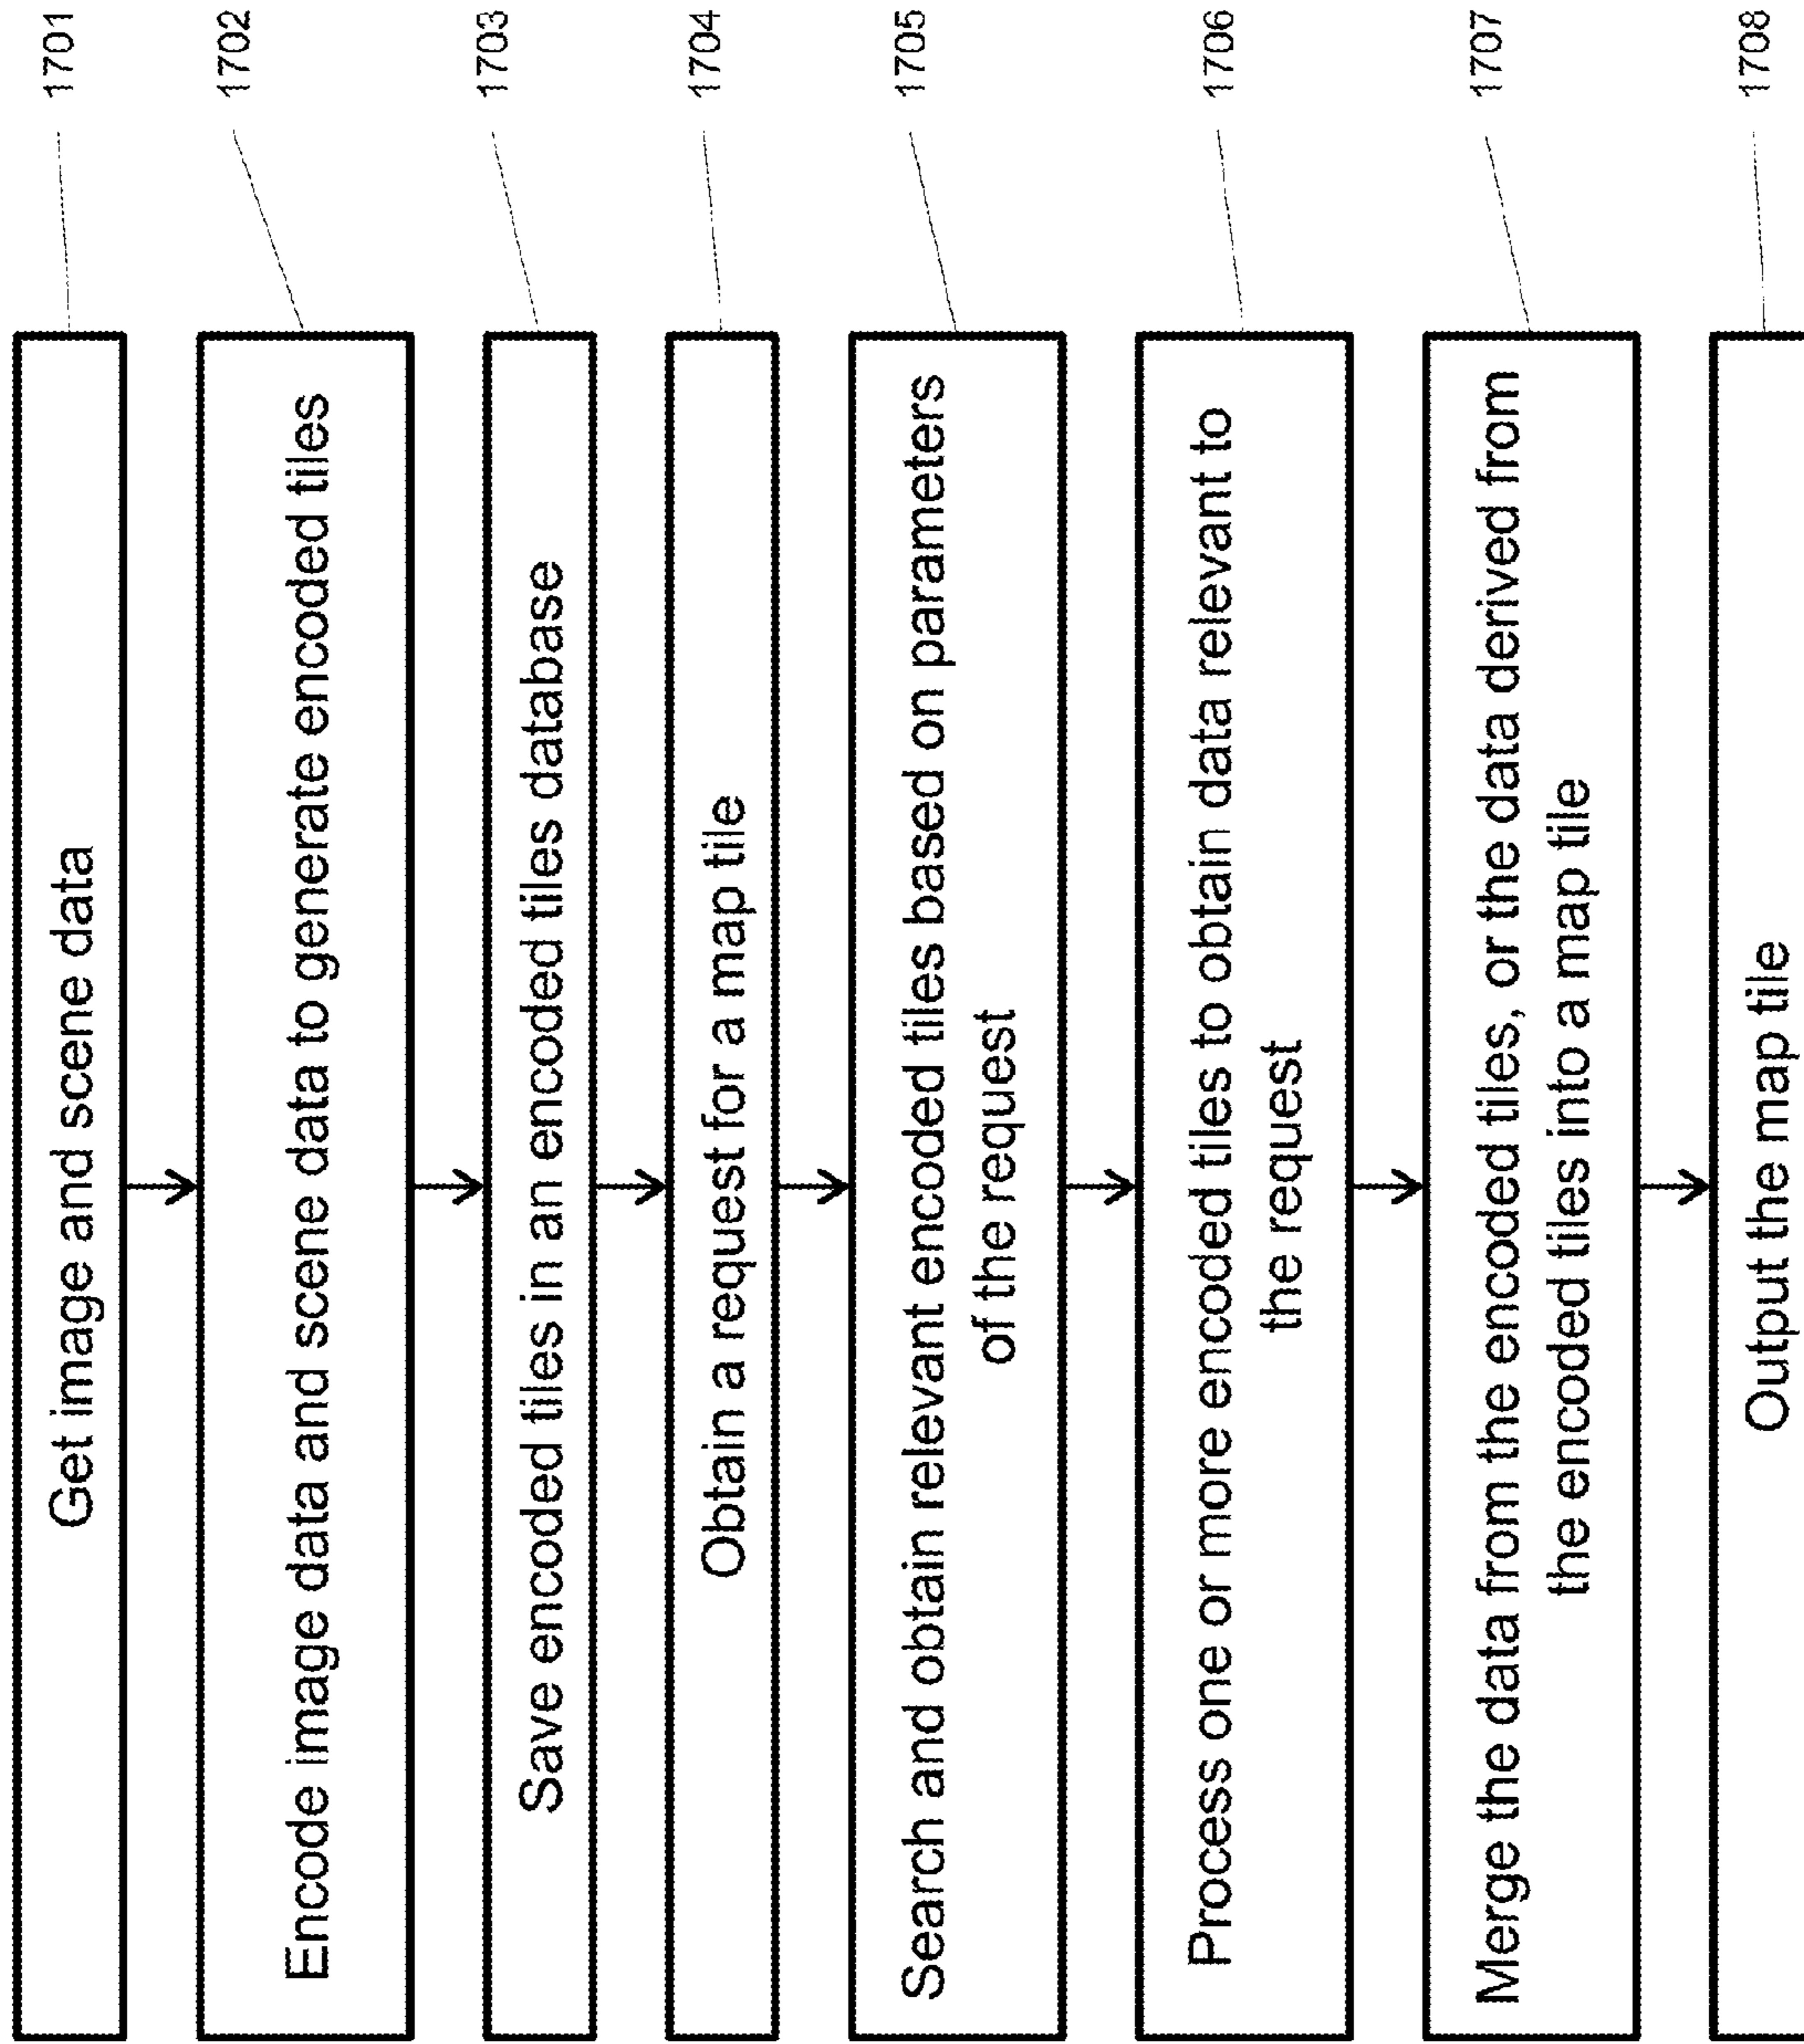 Get image and scene data
1701
Encode image data and scene data to generate encoded tiles
1702
Save encoded tiles in an encoded tiles database
1703
Obtain a request for a map tile
1704
Search and obtain relevant encoded tiles based on parameters
of the request
1705
Process one or more encoded tiles to obtain data relevant to
the request
1706
Merge the data from the encoded tiles, or the data derived from
the encoded tiles into a map tile
1707
Output the map tile
1708